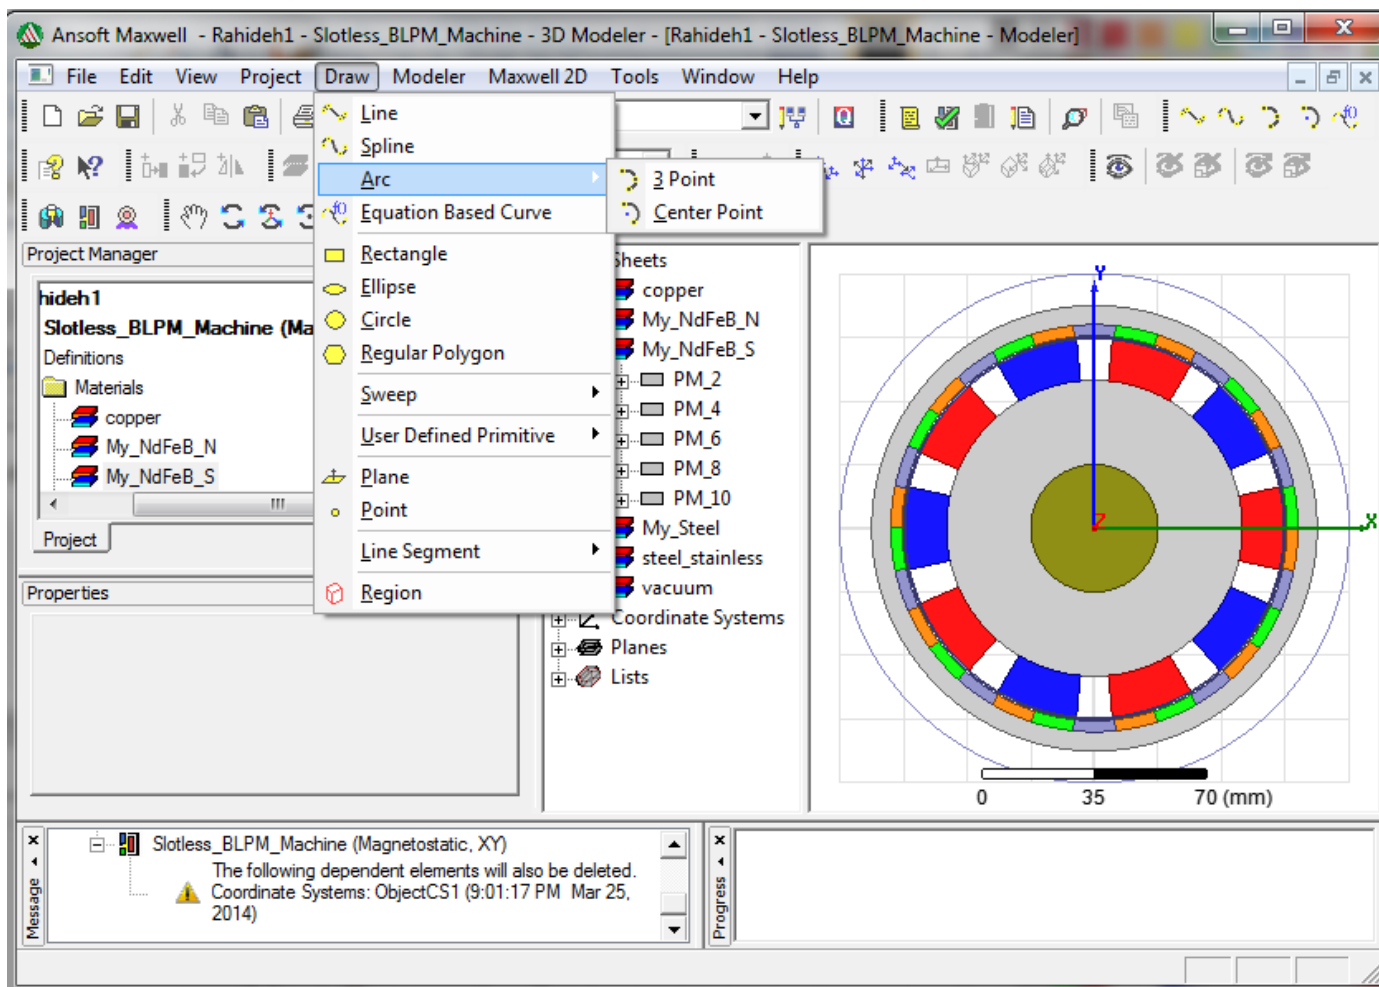 Ansoft Maxwell - Rahideh1 - Slotless_BLPM_Machine - 3D Modeler - [Rahideh1 - Slotless_BLPM_Machine - Modeler]
File Edit View Project Draw Modeler Maxwell 2D Tools Window Help
Line
Spline
Arc
3 Point
Center Point
Equation Based Curve
Rectangle
Ellipse
Circle
Regular Polygon
Sweep
User Defined Primitive
Plane
Point
Line Segment
Region
Project Manager
hideh1
Slotless_BLPM_Machine (Ma
Definitions
Materials
copper
My_NdFeB_N
My_NdFeB_S
Project
Properties
Sheets
copper
My_NdFeB_N
My_NdFeB_S
PM_2
PM_4
PM_6
PM_8
PM_10
My_Steel
steel_stainless
vacuum
Coordinate Systems
Planes
Lists
Y
X
Z
0 35 70 (mm)
Message
Slotless_BLPM_Machine (Magnetostatic, XY)
The following dependent elements will also be deleted.
Coordinate Systems: ObjectCS1 (9:01:17 PM Mar 25,
2014)
Progress